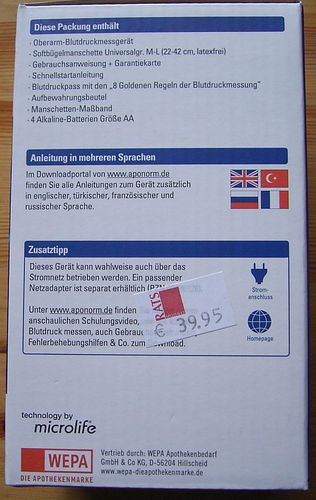 Diese Packung enthält
· Oberarm-Blutdruckmessgerät
· Softbügelmanschette Universalgr. M-L (22-42 cm, latexfrei)
· Gebrauchsanweisung + Garantiekarte
· Schnellstartanleitung
· Blutdruckpass mit den „8 Goldenen Regeln der Blutdruckmessung"
· Aufbewahrungsbeutel
· Manschetten-Maßband
· 4 Alkaline-Batterien Größe AA
Anleitung in mehreren Sprachen
Im Downloadportal von www.aponorm.de
finden Sie alle Anleitungen zum Gerät zusätzlich
in englischer, türkischer, französischer und
russischer Sprache.
Zusatztipp
Dieses Gerät kann wahlweise auch über das
Stromnetz betrieben werden. Ein passender
Netzadapter ist separat erhältlich (PZN
Strom-
anschluss
RATS
€ 39.95
Unter www.aponorm.de finden
anschaulichen Schulungsvideo,
Blutdruck messen, auch Gebrauc
Fehlerbehebungshilfen & Co. zum
Homepage
technology by
microlife
WEPA
DIE APOTHEKENMARKE
Vertrieb durch: WEPA Apothekenbedarf
GmbH & Co KG, D-56204 Hillscheid
www.wepa-dieapothekenmarke.de